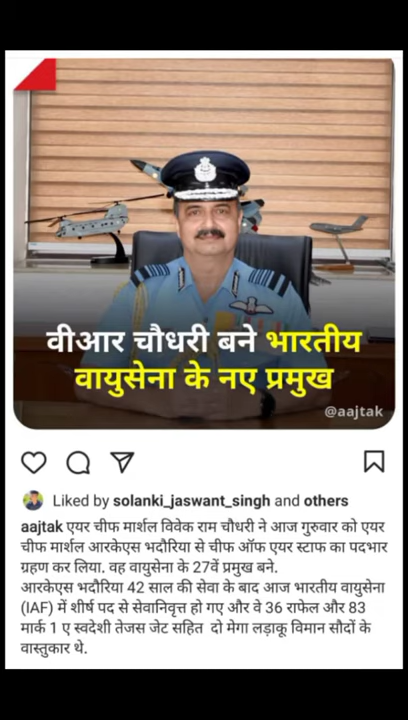 वीआर चौधरी बने भारतीय
वायुसेना के नए प्रमुख
@aajtak
Liked by solanki_jaswant_singh and others
aajtak एयर चीफ मार्शल विवेक राम चौधरी ने आज गुरुवार को एयर
चीफ मार्शल आरकेएस भदौरिया से चीफ ऑफ एयर स्टाफ का पदभार
ग्रहण कर लिया. वह वायुसेना के 27वें प्रमुख बने.
आरकेएस भदौरिया 42 साल की सेवा के बाद आज भारतीय वायुसेना
(IAF) में शीर्ष पद से सेवानिवृत्त हो गए और वे 36 राफेल और 83
मार्क 1 ए स्वदेशी तेजस जेट सहित दो मेगा लड़ाकू विमान सौदों के
वास्तुकार थे.